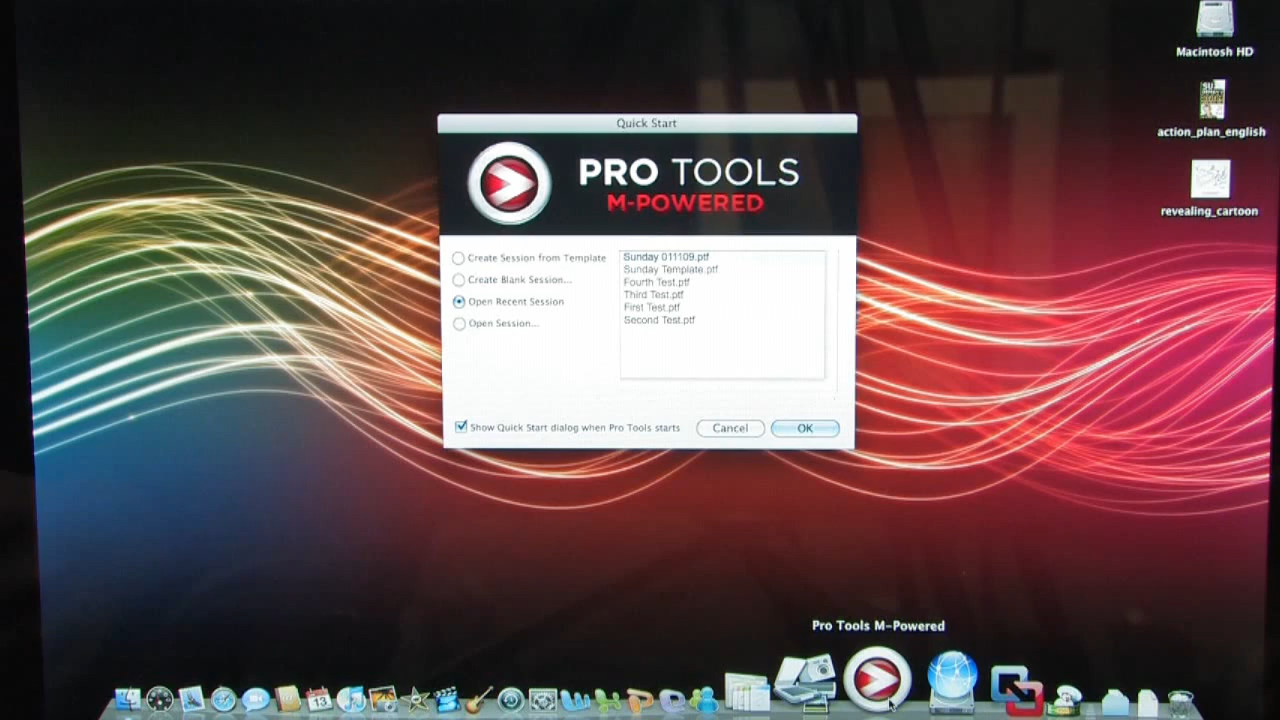 Macintosh HD
action_plan_english
revealing_cartoon
Quick Start
PRO TOOLS
M-POWERED
Create Session from Template
Create Blank Session...
Open Recent Session
Open Session...
Sunday 011109.ptf
Sunday Template.ptf
Fourth Test.ptf
Third Test.ptf
First Test.ptf
Second Test.ptf
Show Quick Start dialog when Pro Tools starts
Cancel
OK
Pro Tools M-Powered
13